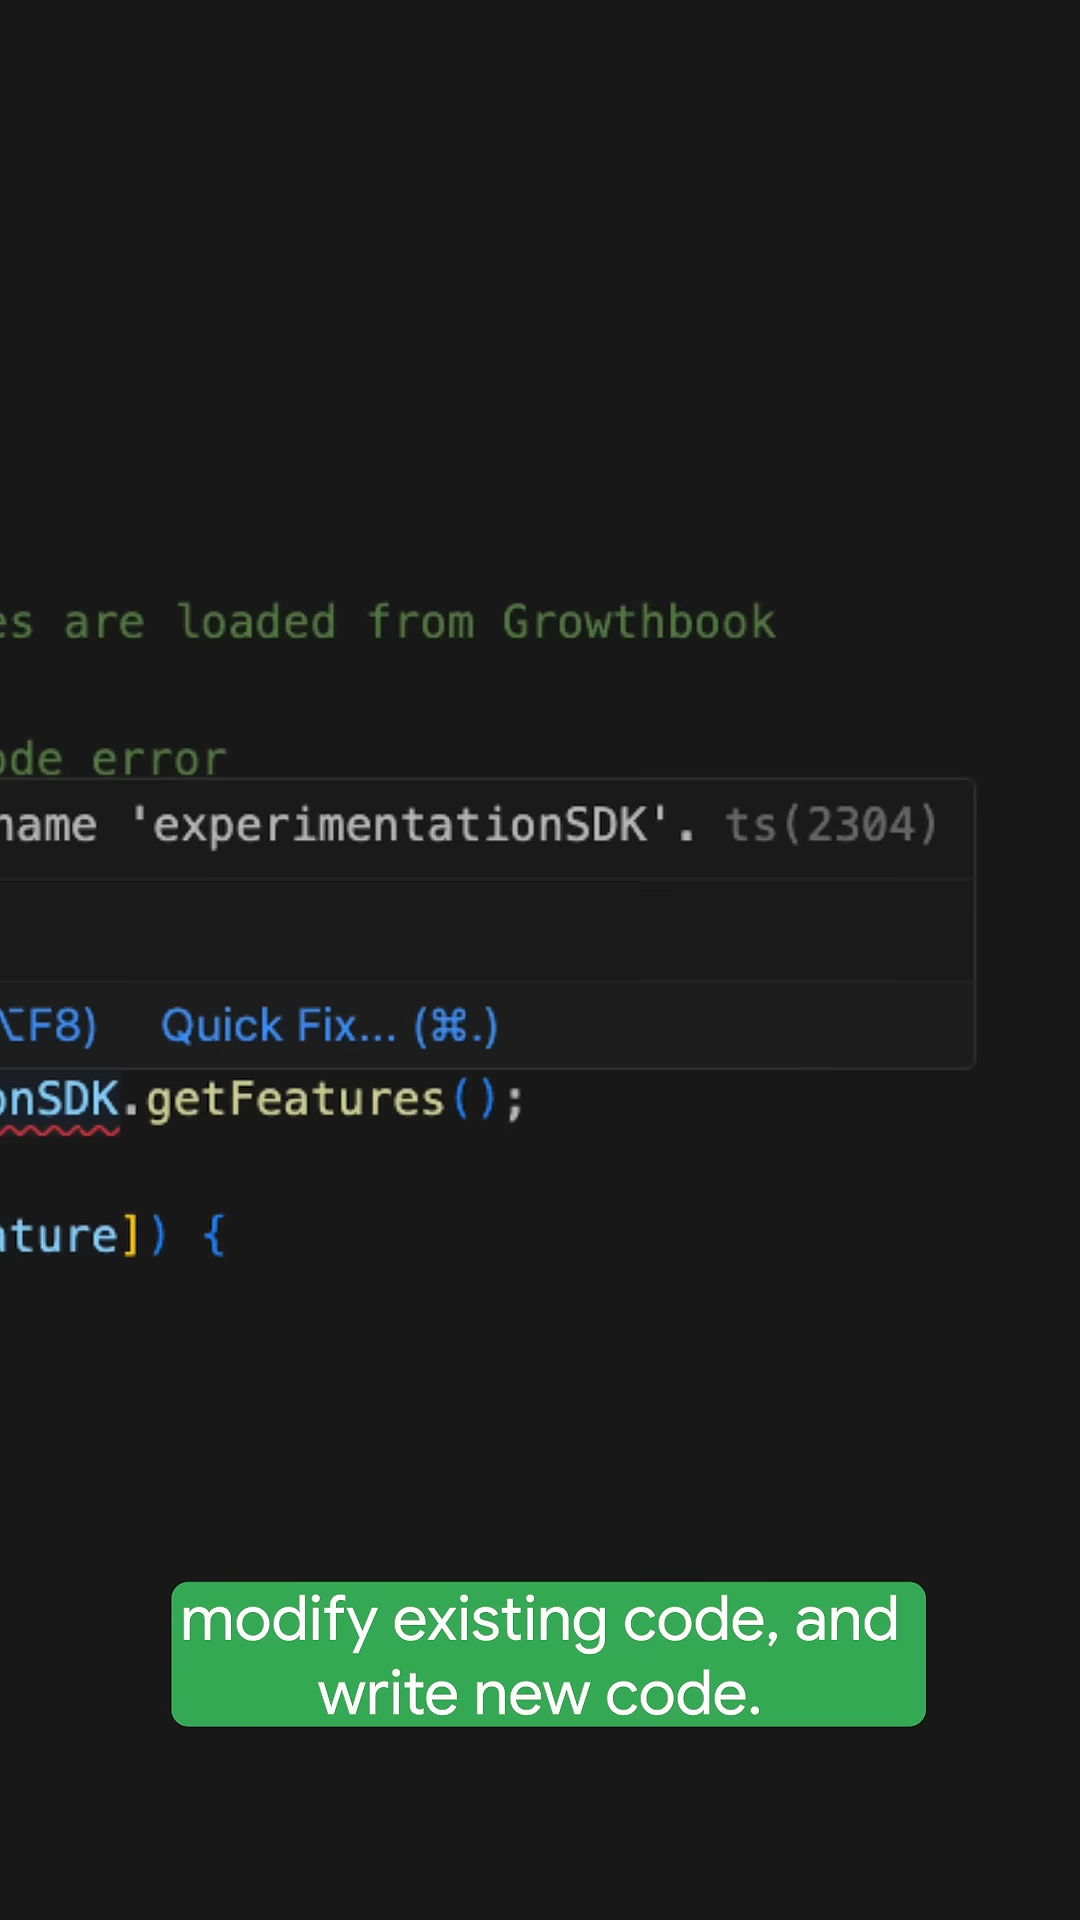 es are loaded from Growthbook
ode error
name 'experimentationSDK'. ts(2304)
⌥F8) Quick Fix... (⌘.)
onSDK.getFeatures();
ature]) {
modify existing code, and
write new code.